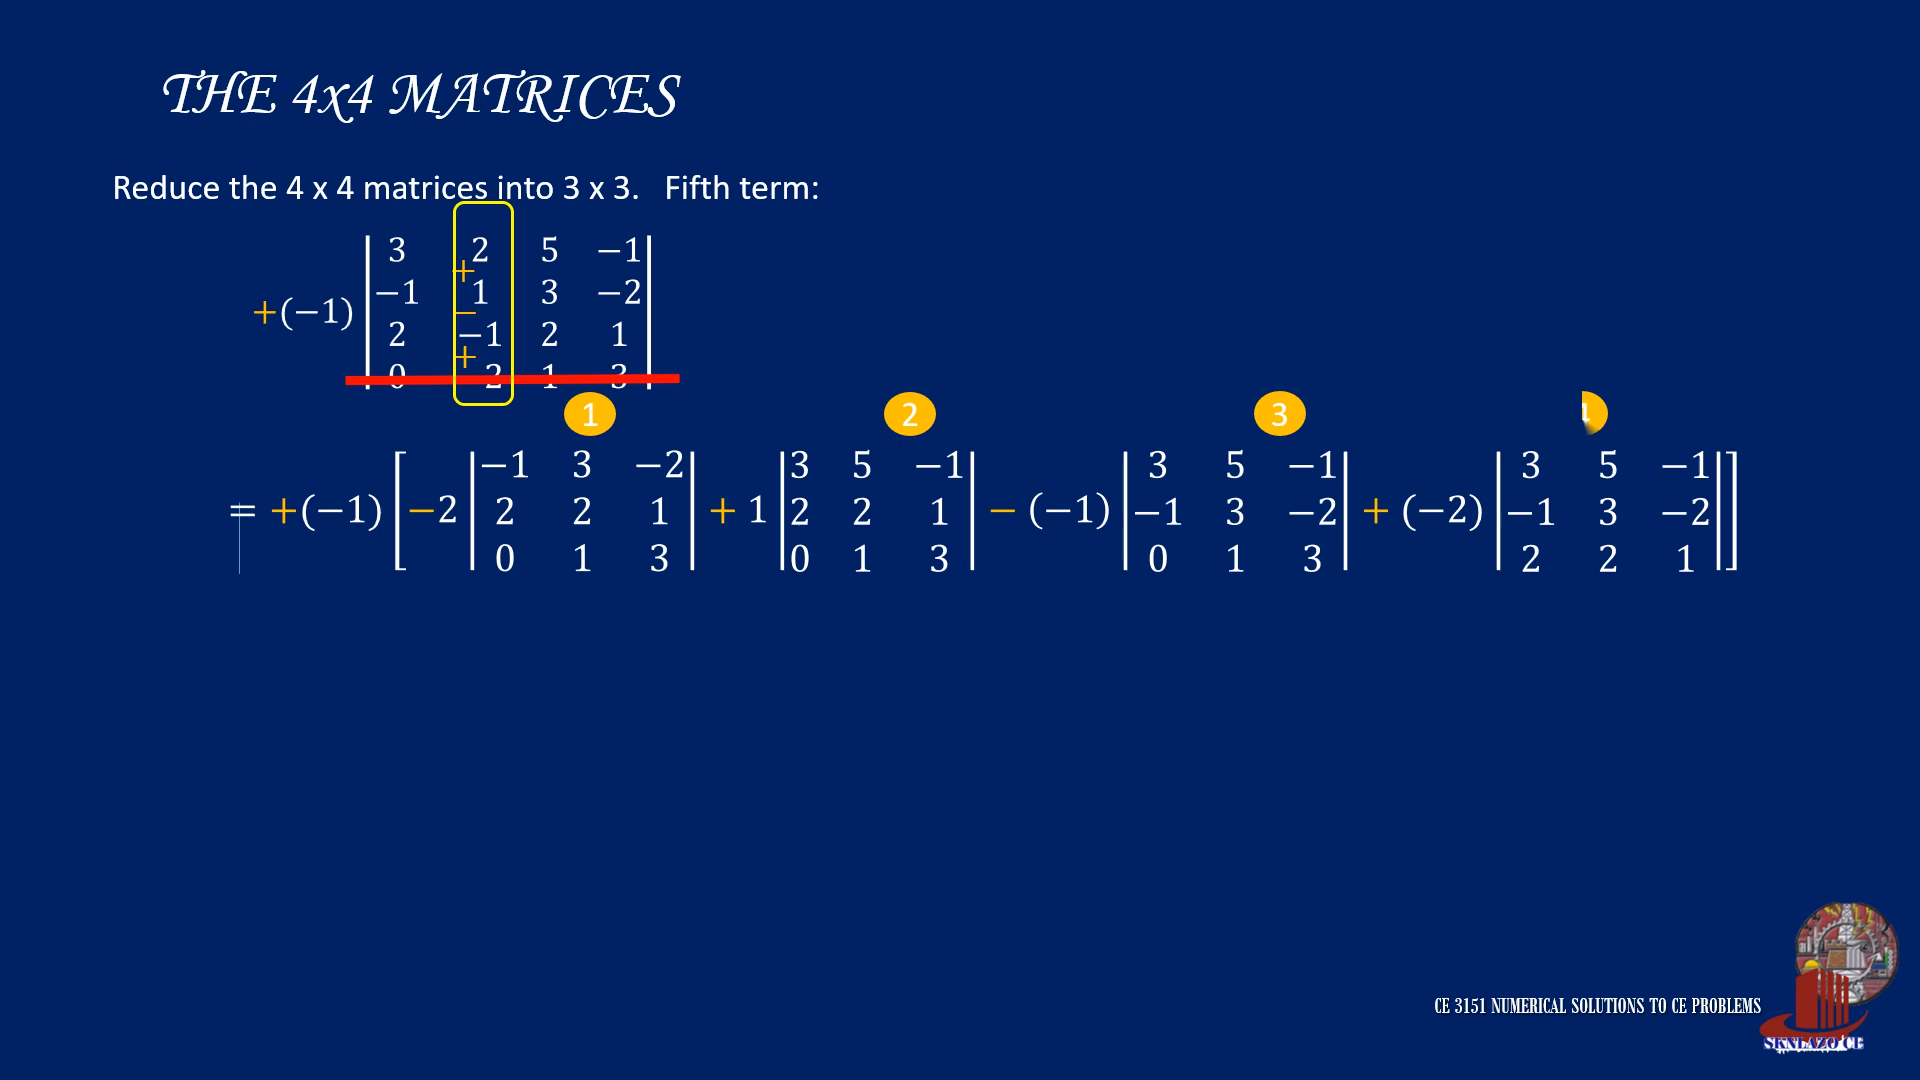 THE 4x4 MATRICES
Reduce the 4 x 4 matrices into 3 x 3. Fifth term:
3 2 5 −1
+
−1 1 3 −2
+(−1)
−
2 −1 2 1
+
0 2 1 3
1 2 3 4
−1 3 −2 3 5 −1 3 5 −1 3 5 −1
= +(−1) [ −2 | 2 2 1 | + 1 | 2 2 1 | − (−1) | −1 3 −2 | + (−2) | −1 3 −2 | ]
0 1 3 0 1 3 0 1 3 2 2 1
CE 3151 NUMERICAL SOLUTIONS TO CE PROBLEMS
SKNLAZO CE